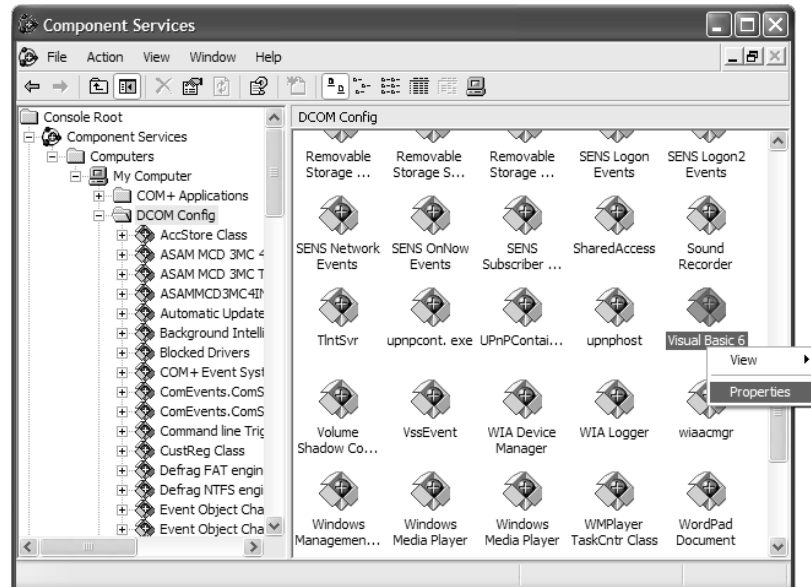 Component Services
File Action View Window Help
Console Root
Component Services
Computers
My Computer
COM+ Applications
DCOM Config
AccStore Class
ASAM MCD 3MC 4
ASAM MCD 3MC T
ASAMMCD3MC4IN
Automatic Update
Background Intelli
Blocked Drivers
COM+ Event Syst
ComEvents.ComS
ComEvents.ComS
Command line Trig
CustReg Class
Defrag FAT engin
Defrag NTFS engi
Event Object Cha
Event Object Cha
DCOM Config
Removable Removable Removable SENS Logon SENS Logon2
Storage ... Storage S... Storage ... Events Events
SENS Network SENS OnNow SENS SharedAccess Sound
Events Events Subscriber ... Recorder
TlntSvr upnpcont. exe UPnPContai... upnphost Visual Basic 6
View
Properties
Volume VssEvent WIA Device WIA Logger wiaacmgr
Shadow Co... Manager
Windows Windows Windows WMPlayer WordPad
Managemen... Media Player Media Player TaskCntr Class Document